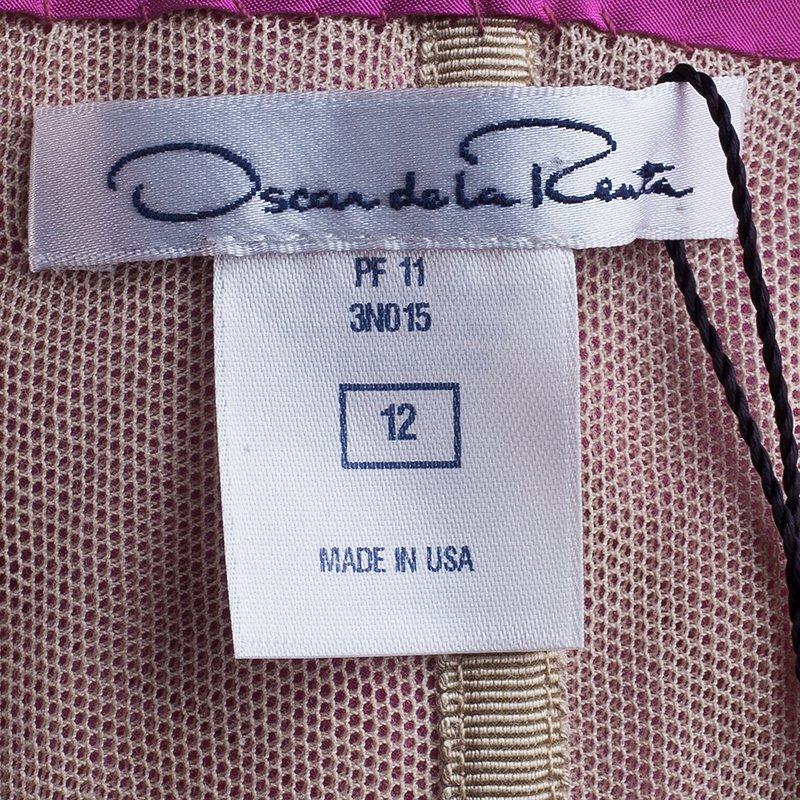 Oscar de la Renta
PF 11
3N015
12
MADE IN USA